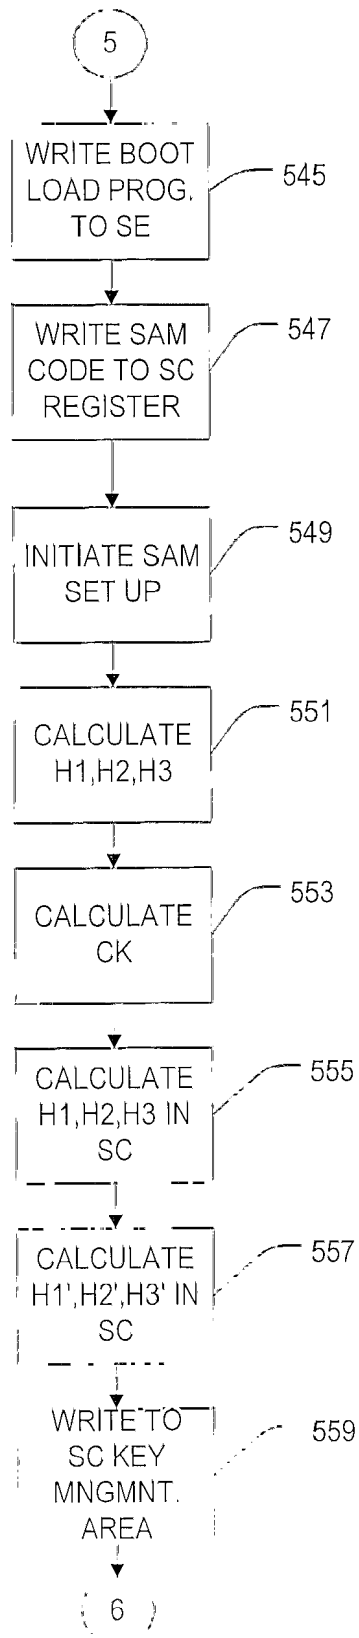 5
WRITE BOOT
LOAD PROG.
TO SE
545
WRITE SAM
CODE TO SC
REGISTER
547
INITIATE SAM
SET UP
549
CALCULATE
H1,H2,H3
551
CALCULATE
CK
553
CALCULATE
H1,H2,H3 IN
SC
555
CALCULATE
H1',H2',H3' IN
SC
557
WRITE TO
SC KEY
MNGMNT.
AREA
559
6